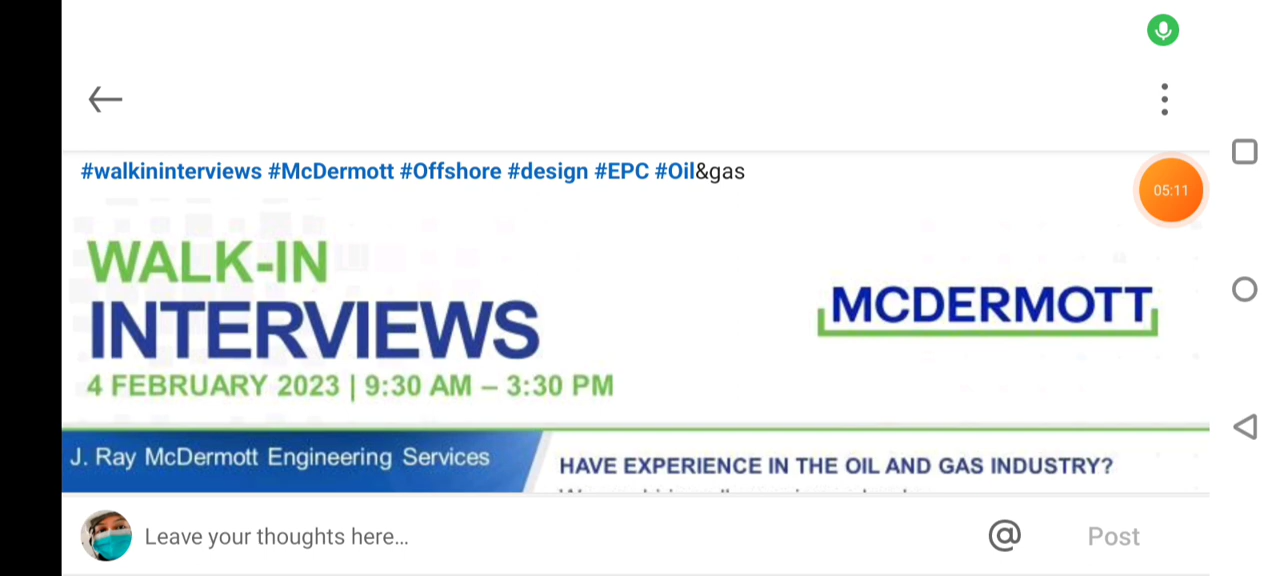 #walkininterviews #McDermott #Offshore #design #EPC #Oil&gas
05:11
WALK-IN
INTERVIEWS
MCDERMOTT
4 FEBRUARY 2023 | 9:30 AM – 3:30 PM
J. Ray McDermott Engineering Services
HAVE EXPERIENCE IN THE OIL AND GAS INDUSTRY?
Leave your thoughts here...
@
Post